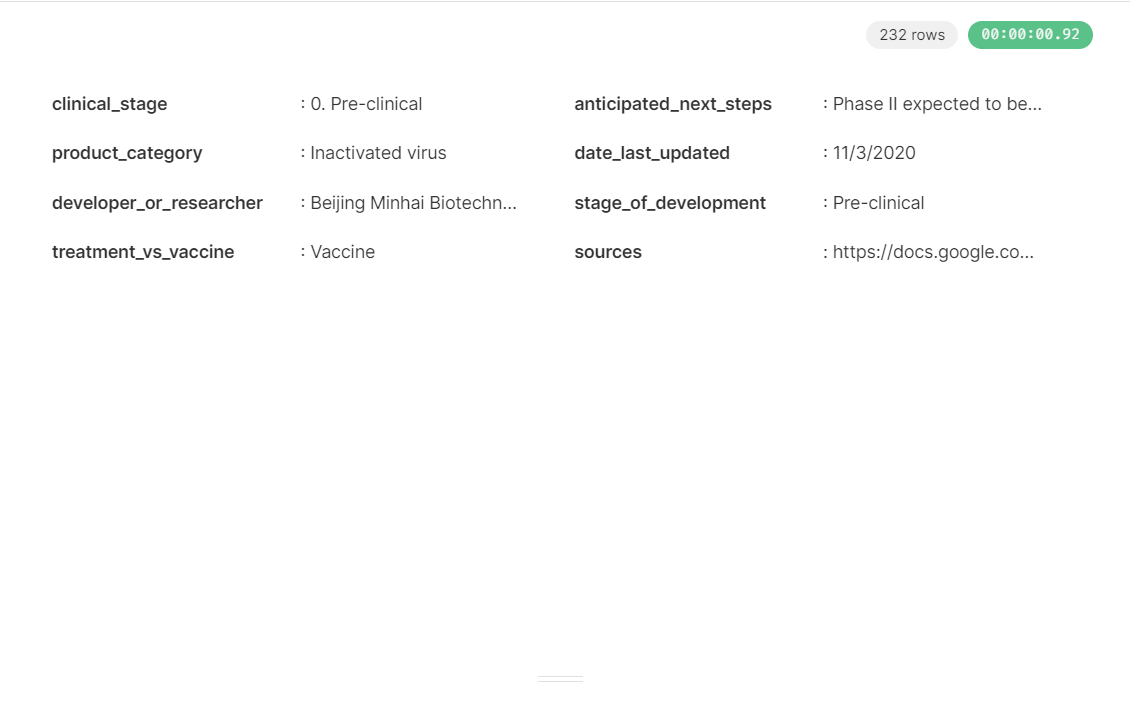 232 rows 00:00:00.92
clinical_stage : 0. Pre-clinical anticipated_next_steps : Phase II expected to be...
product_category : Inactivated virus date_last_updated : 11/3/2020
developer_or_researcher : Beijing Minhai Biotechn... stage_of_development : Pre-clinical
treatment_vs_vaccine : Vaccine sources : https://docs.google.co...